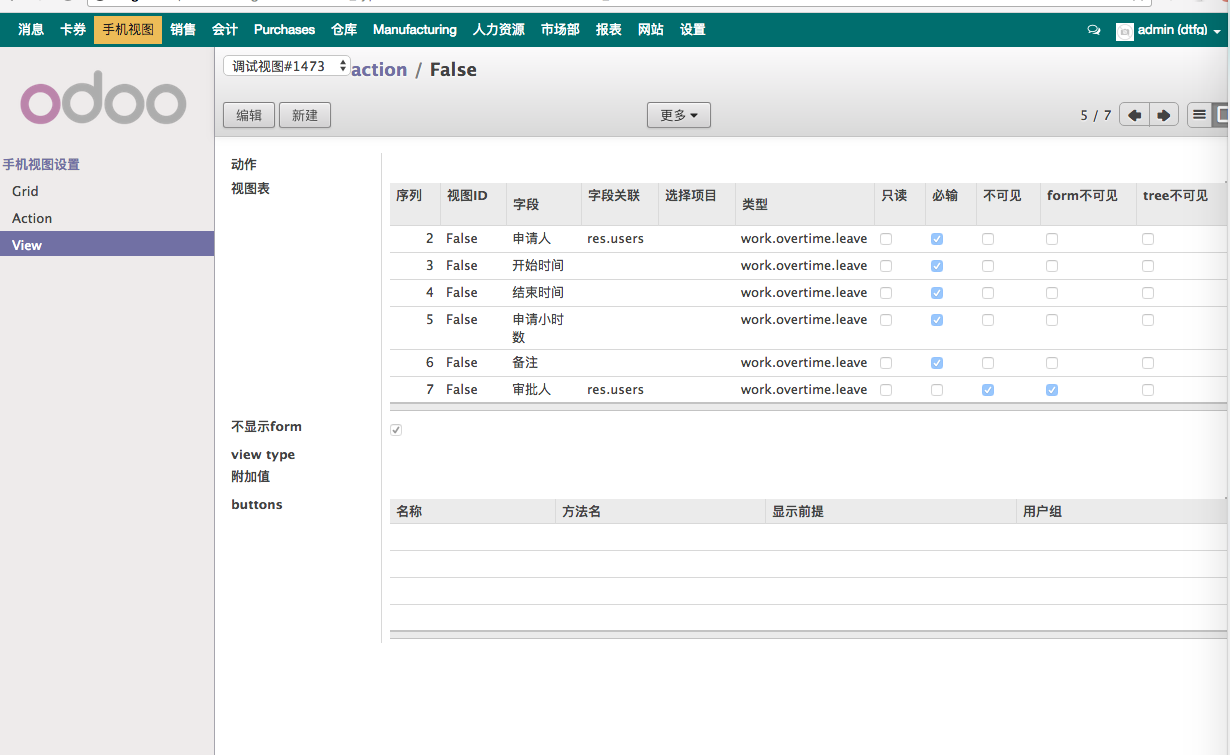 消息 卡券 手机视图 销售 会计 Purchases 仓库 Manufacturing 人力资源 市场部 报表 网站 设置 admin (dtfg)
odoo
手机视图设置
Grid
Action
View
调试视图#1473 action / False
编辑 新建 更多 5 / 7
动作
视图表
序列 视图ID 字段 字段关联 选择项目 类型 只读 必输 不可见 form不可见 tree不可见
2 False 申请人 res.users work.overtime.leave
3 False 开始时间 work.overtime.leave
4 False 结束时间 work.overtime.leave
5 False 申请小时 work.overtime.leave
数
6 False 备注 work.overtime.leave
7 False 审批人 res.users work.overtime.leave
不显示form
view type
附加值
buttons
名称 方法名 显示前提 用户组